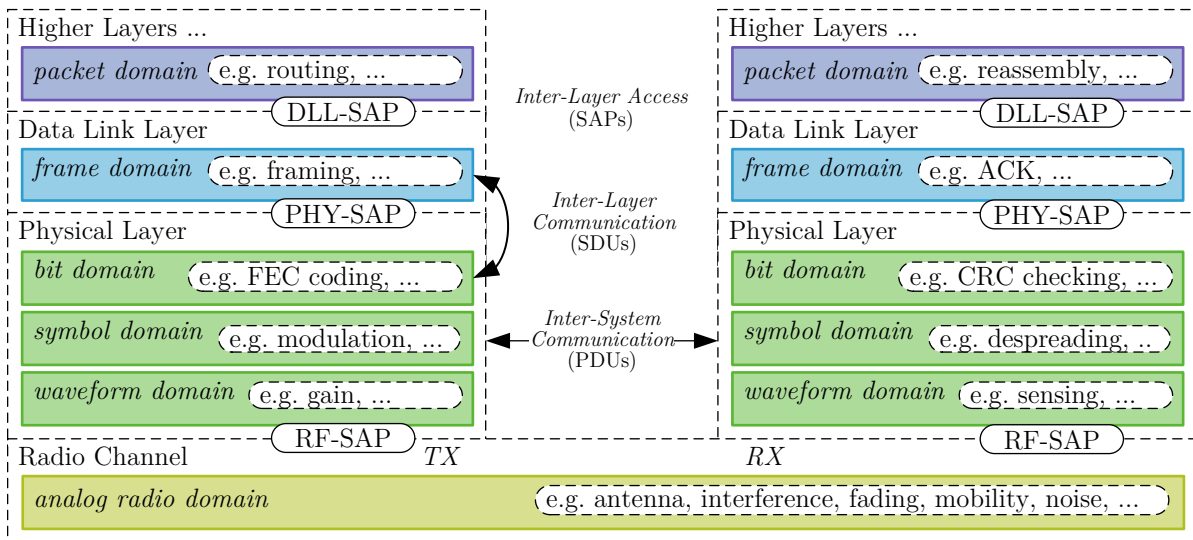 Higher Layers ...
packet domain e.g. routing, ...
DLL-SAP
Data Link Layer
frame domain e.g. framing, ...
PHY-SAP
Physical Layer
bit domain e.g. FEC coding, ...
symbol domain e.g. modulation, ...
waveform domain e.g. gain, ...
RF-SAP
TX
Inter-Layer Access
(SAPs)
Inter-Layer
Communication
(SDUs)
Inter-System
Communication
(PDUs)
Higher Layers ...
packet domain e.g. reassembly, ...
DLL-SAP
Data Link Layer
frame domain e.g. ACK, ...
PHY-SAP
Physical Layer
bit domain e.g. CRC checking, ...
symbol domain e.g. despreading, ..
waveform domain e.g. sensing, ...
RF-SAP
RX
Radio Channel
analog radio domain e.g. antenna, interference, fading, mobility, noise, ...